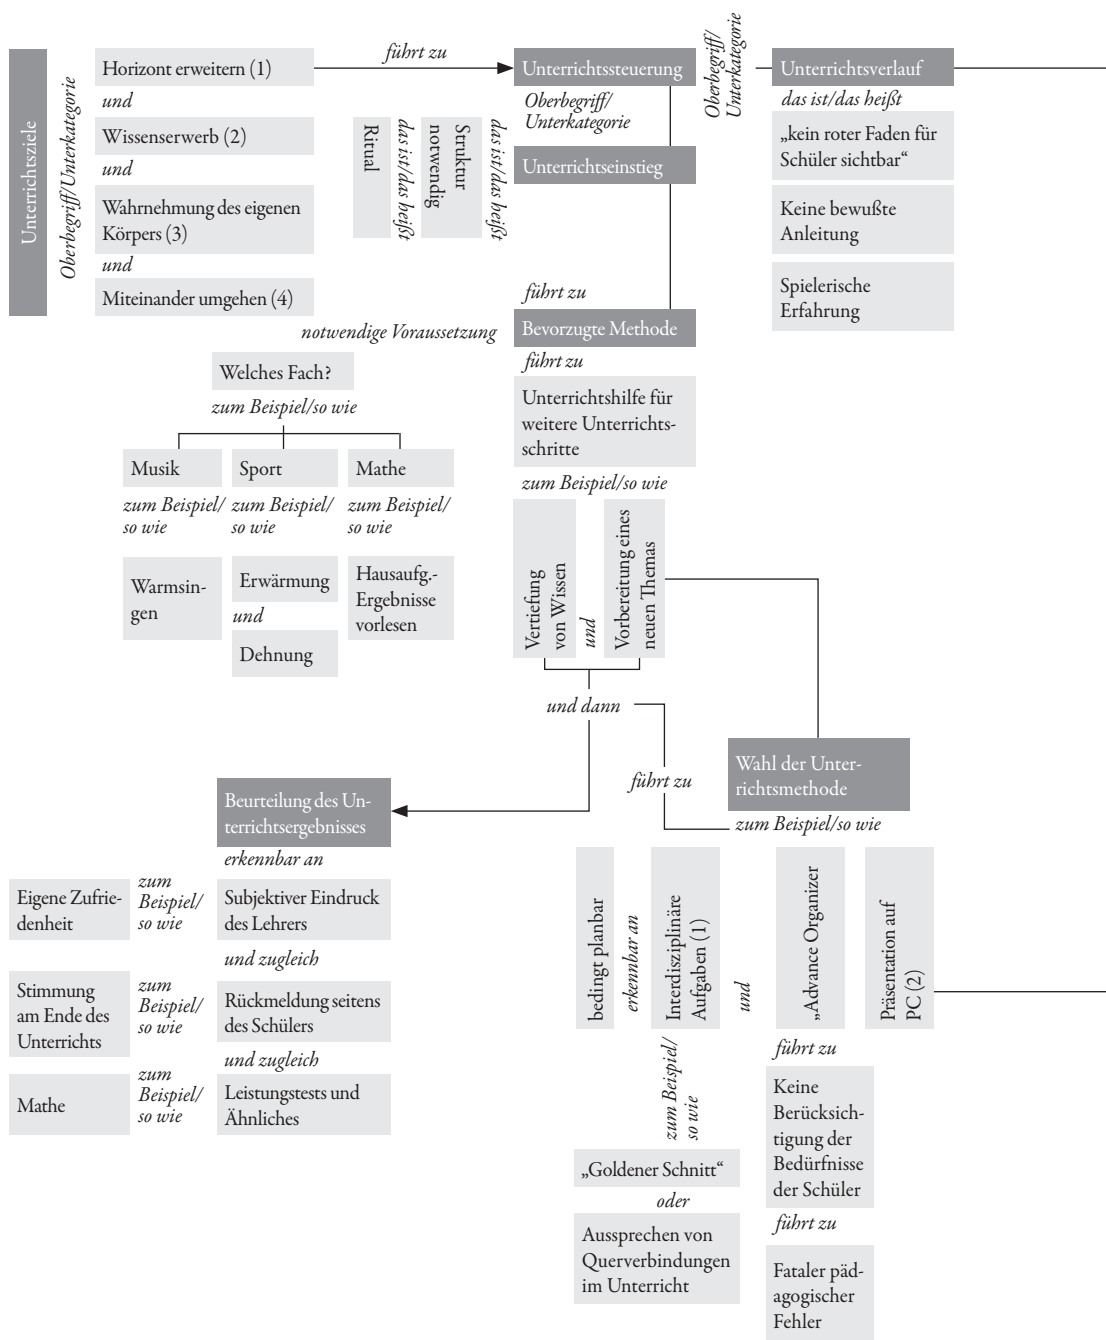 Unterrichtsziele
Oberbegriff/Unterkategorie
Horizont erweitern (1)
und
Wissenserwerb (2)
und
Wahrnehmung des eigenen
Körpers (3)
und
Miteinander umgehen (4)
führt zu
Unterrichtssteuerung
Oberbegriff/
Unterkategorie
Unterrichtseinstieg
das ist/das heißt
Struktur
notwendig
das ist/das heißt
Ritual
Oberbegriff/
Unterkategorie
Unterrichtsverlauf
das ist/das heißt
„kein roter Faden für
Schüler sichtbar“
Keine bewußte
Anleitung
Spielerische
Erfahrung
führt zu
Bevorzugte Methode
notwendige Voraussetzung
Welches Fach?
zum Beispiel/so wie
Musik
zum Beispiel/
so wie
Warmsin-
gen
Sport
zum Beispiel/
so wie
Erwärmung
und
Dehnung
Mathe
zum Beispiel/
so wie
Hausaufg.-
Ergebnisse
vorlesen
führt zu
Unterrichtshilfe für
weitere Unterrichts-
schritte
zum Beispiel/so wie
Vertiefung
von Wissen
und
Vorbereitung eines
neuen Themas
und dann
führt zu
Wahl der Unter-
richtsmethode
zum Beispiel/so wie
Beurteilung des Un-
terrichtsergebnisses
erkennbar an
Subjektiver Eindruck
des Lehrers
zum
Beispiel/
so wie
Eigene Zufrie-
denheit
und zugleich
Rückmeldung seitens
des Schülers
zum
Beispiel/
so wie
Stimmung
am Ende des
Unterrichts
und zugleich
Leistungstests und
Ähnliches
zum
Beispiel/
so wie
Mathe
bedingt planbar
erkennbar an
Interdisziplinäre
Aufgaben (1)
und
„Advance Organizer
Präsentation auf
PC (2)
zum Beispiel/
so wie
„Goldener Schnitt“
oder
Aussprechen von
Querverbindungen
im Unterricht
führt zu
Keine
Berücksich-
tigung der
Bedürfnisse
der Schüler
führt zu
Fataler päd-
agogischer
Fehler